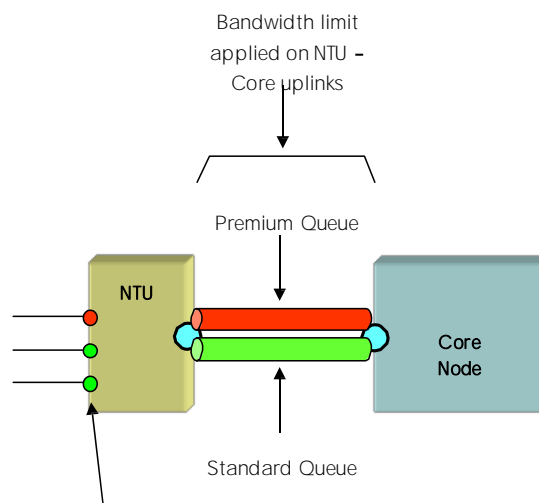 Bandwidth limit
applied on NTU –
Core uplinks
Premium Queue
NTU
Core
Node
Standard Queue